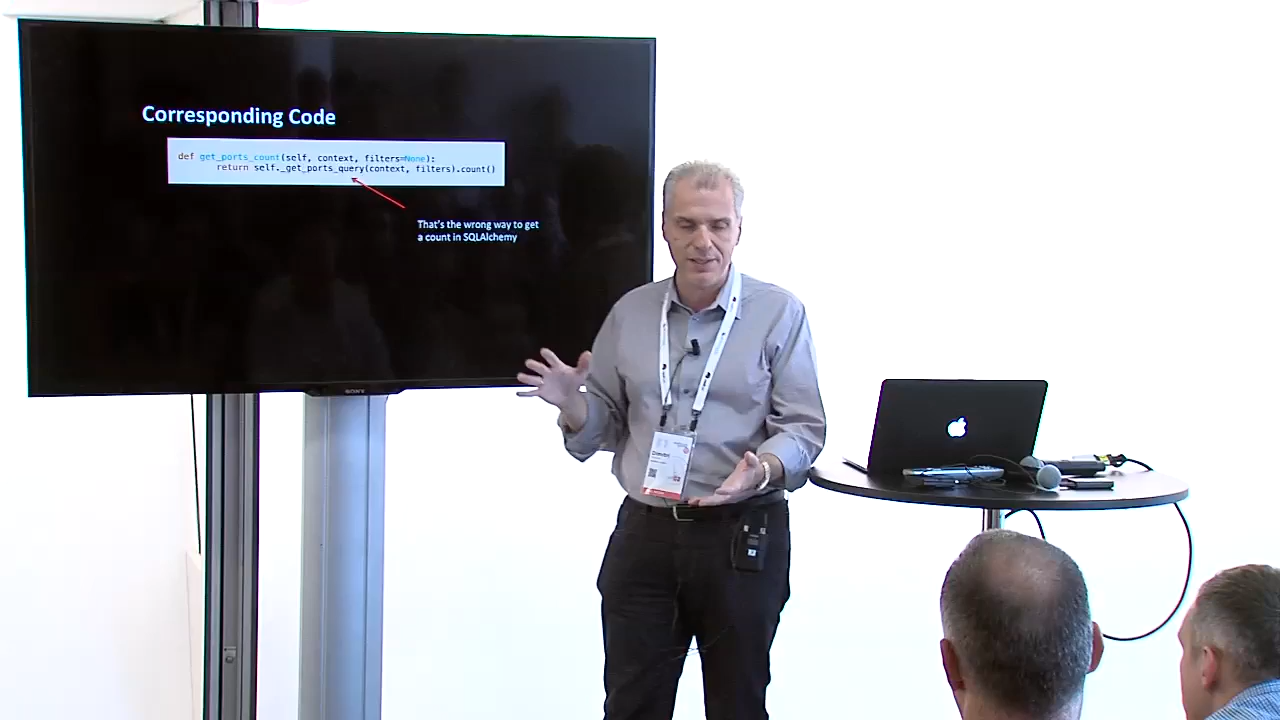 Corresponding Code
def get_ports_count(self, context, filters=None):
return self._get_ports_query(context, filters).count()
That's the wrong way to get
a count in SQLAlchemy
SONY
Dimitri